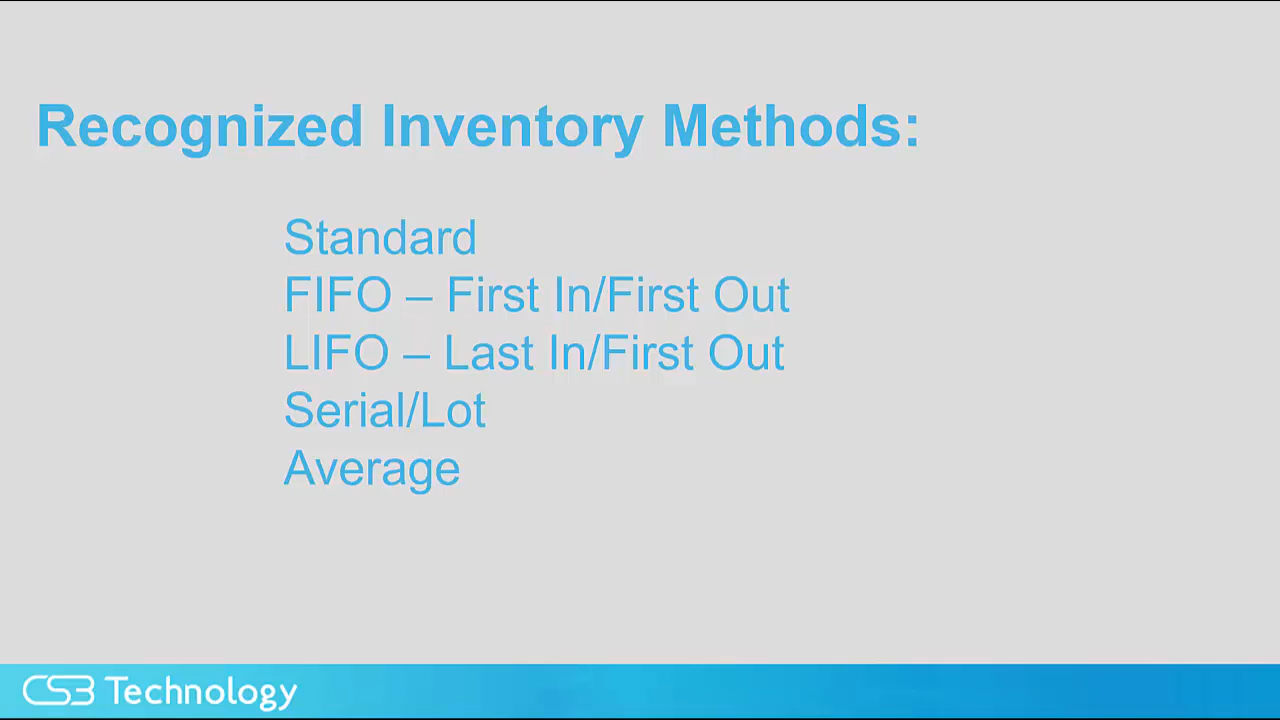 Recognized Inventory Methods:
Standard
FIFO – First In/First Out
LIFO – Last In/First Out
Serial/Lot
Average
CS3 Technology